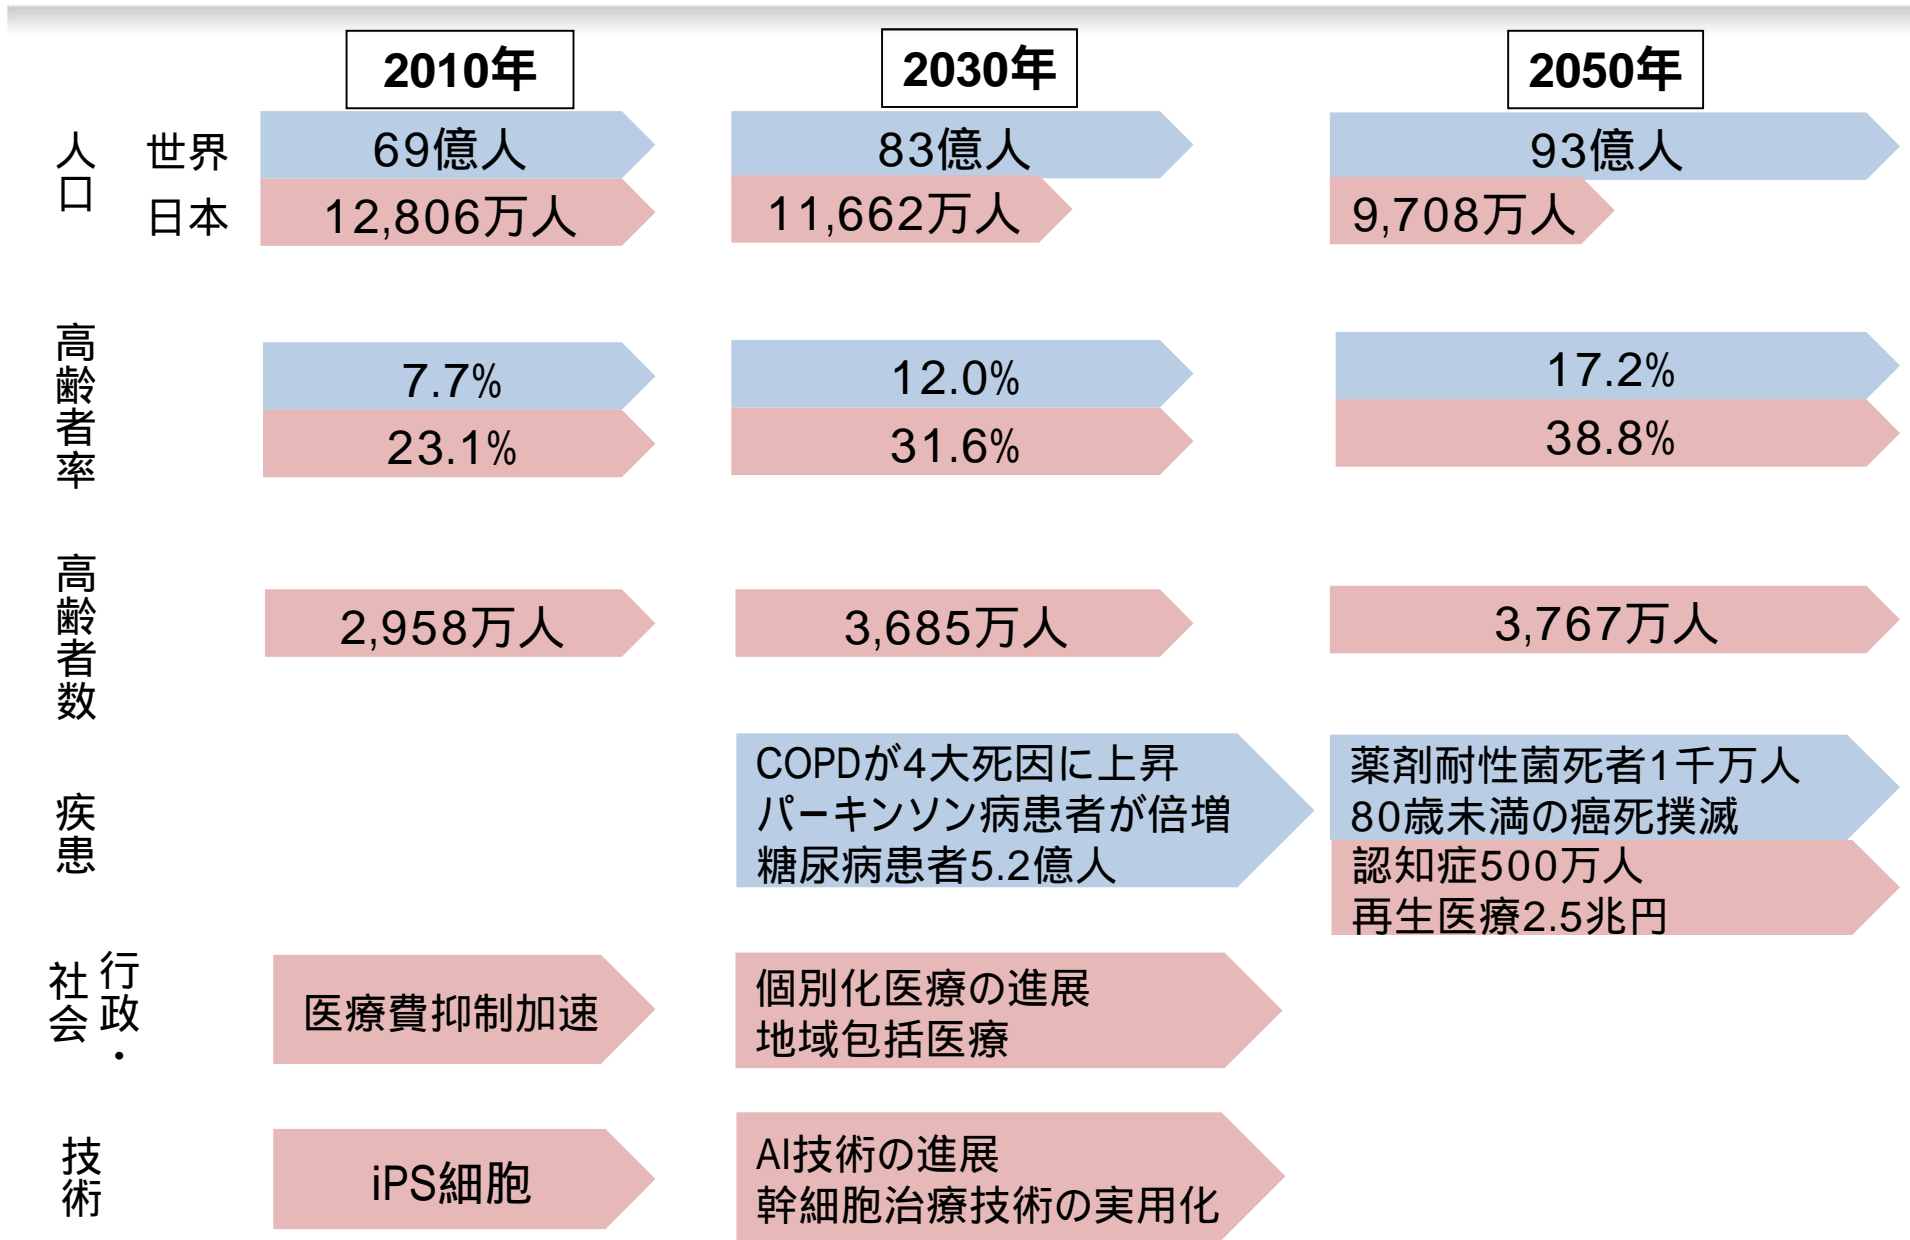 2010年
2030年
2050年
人口
世界
69億人
83億人
93億人
日本
12,806万人
11,662万人
9,708万人
高齢者率
7.7%
12.0%
17.2%
23.1%
31.6%
38.8%
高齢者数
2,958万人
3,685万人
3,767万人
疾患
COPDが4大死因に上昇
パーキンソン病患者が倍増
糖尿病患者5.2億人
薬剤耐性菌死者1千万人
80歳未満の癌死撲滅
認知症500万人
再生医療2.5兆円
行政・
社会
医療費抑制加速
個別化医療の進展
地域包括医療
技術
iPS細胞
AI技術の進展
幹細胞治療技術の実用化